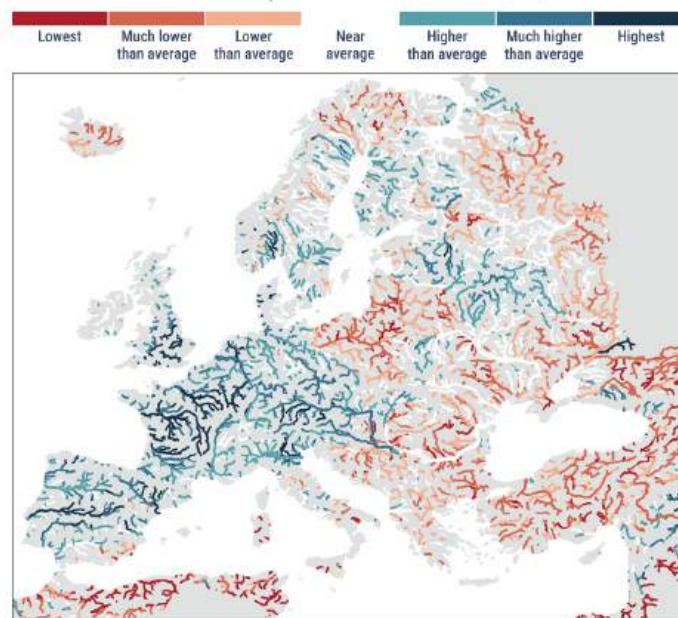 Lowest
Much lower
than average
Lower
than average
Near
average
Higher
than average
Much higher
than average
Highest